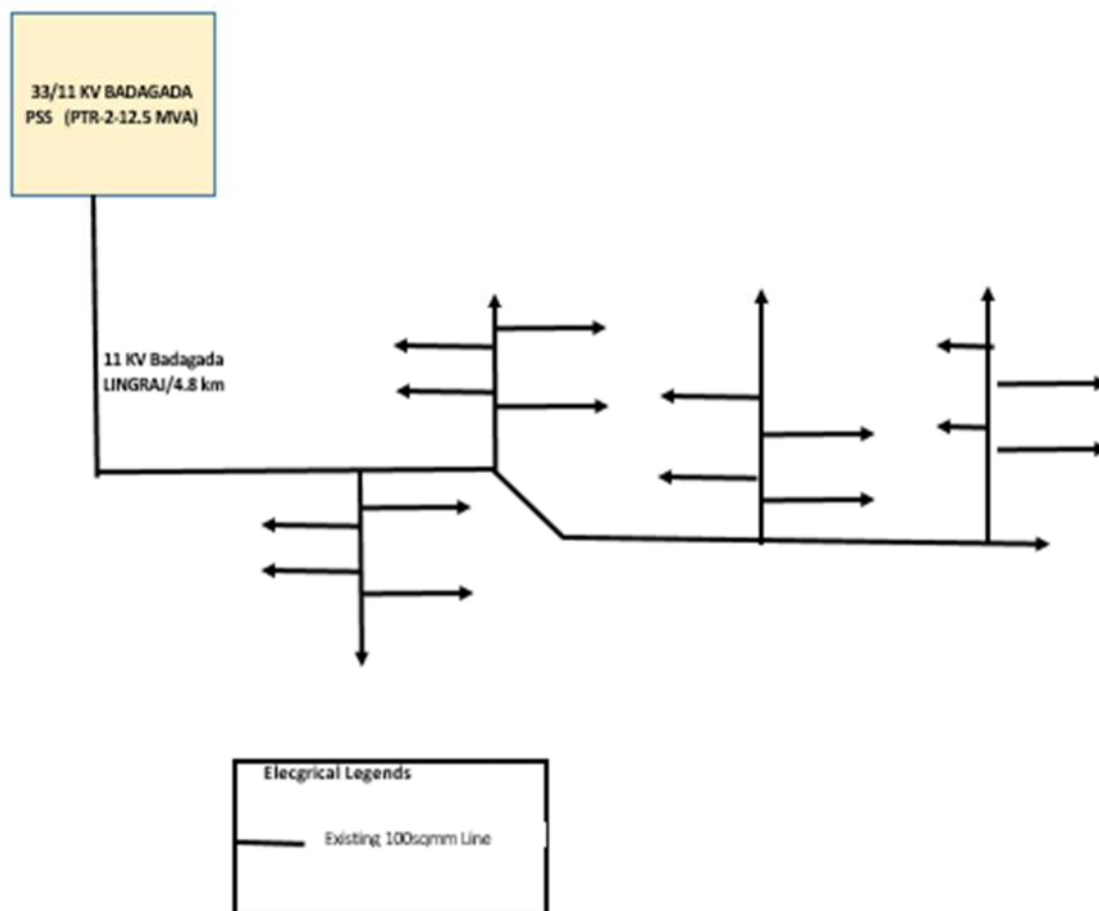 33/11 KV BADAGADA
PSS (PTR-2-12.5 MVA)
11 KV Badagada
LINGRAJ/4.8 km
Elecgrical Legends
Existing 100sqmm Line